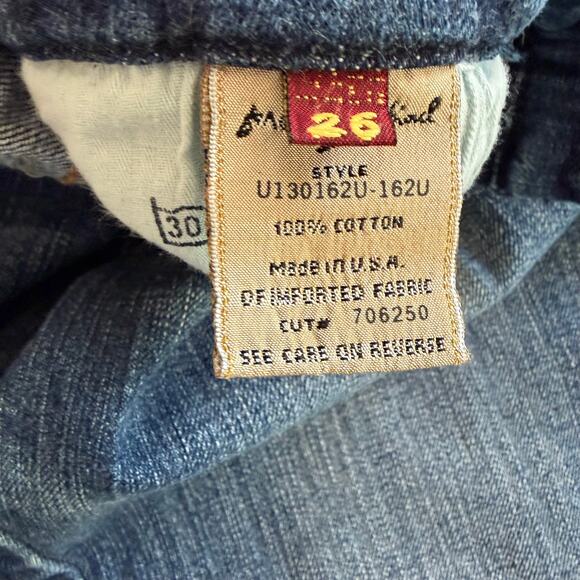 26
STYLE
U130162U-162U
100% COTTON
Made in U.S.A.
OF IMPORTED FABRIC
CUT# 706250
SEE CARE ON REVERSE
30